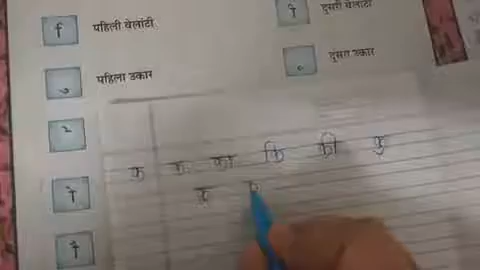 पहिली वेलांटी
दुसरी वेलांटी
पहिला उकार
दुसरा उकार
क क का कि की कु
कू